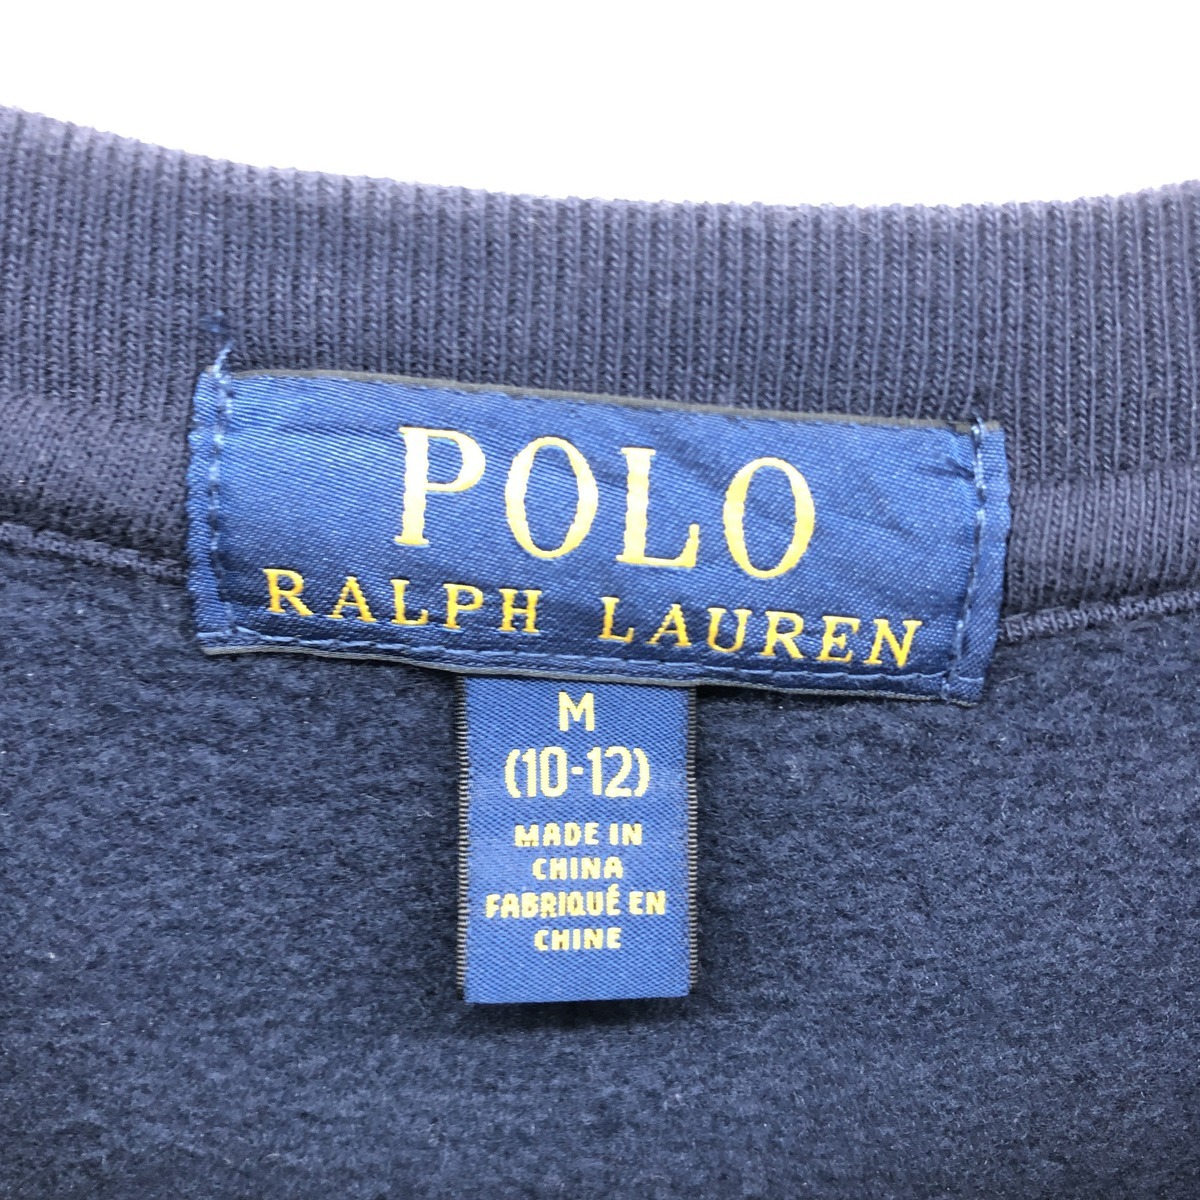 POLO
RALPH LAUREN
M
(10-12)
MADE IN
CHINA
FABRIQUÉ EN
CHINE